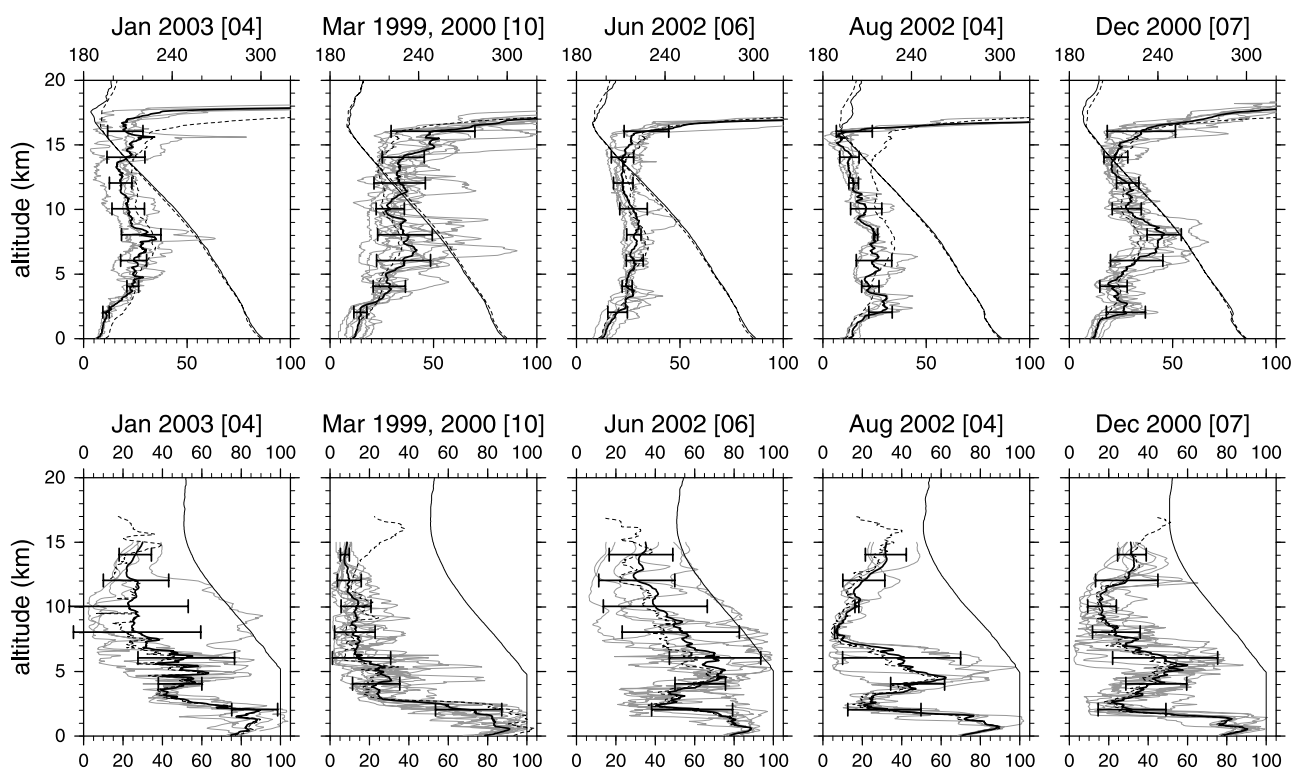 Jan 2003 [04] Mar 1999, 2000 [10] Jun 2002 [06] Aug 2002 [04] Dec 2000 [07]
180 240 300 180 240 300 180 240 300 180 240 300 180 240 300
20
15
10
5
0
altitude (km)
0 50 100 0 50 100 0 50 100 0 50 100 0 50 100
Jan 2003 [04] Mar 1999, 2000 [10] Jun 2002 [06] Aug 2002 [04] Dec 2000 [07]
0 20 40 60 80 100 0 20 40 60 80 100 0 20 40 60 80 100 0 20 40 60 80 100 0 20 40 60 80 100
20
15
10
5
0
altitude (km)
0 20 40 60 80 100 0 20 40 60 80 100 0 20 40 60 80 100 0 20 40 60 80 100 0 20 40 60 80 100